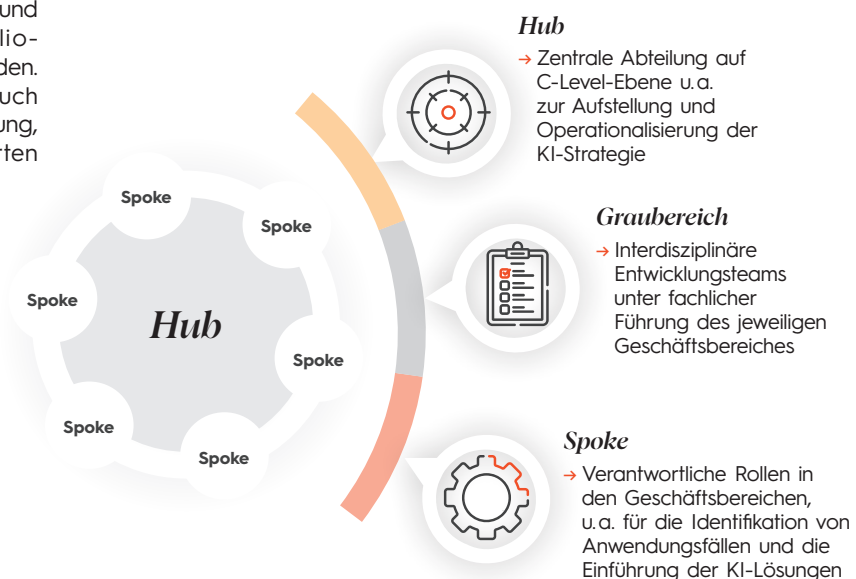 und
lio-
den.
uch
ung,
rten
Hub
→ Zentrale Abteilung auf
C-Level-Ebene u.a.
zur Aufstellung und
Operationalisierung der
KI-Strategie
Graubereich
→ Interdisziplinäre
Entwicklungsteams
unter fachlicher
Führung des jeweiligen
Geschäftsbereiches
Spoke
→ Verantwortliche Rollen in
den Geschäftsbereichen,
u.a. für die Identifikation von
Anwendungsfällen und die
Einführung der KI-Lösungen
Spoke
Spoke
Spoke
Hub
Spoke
Spoke
Spoke